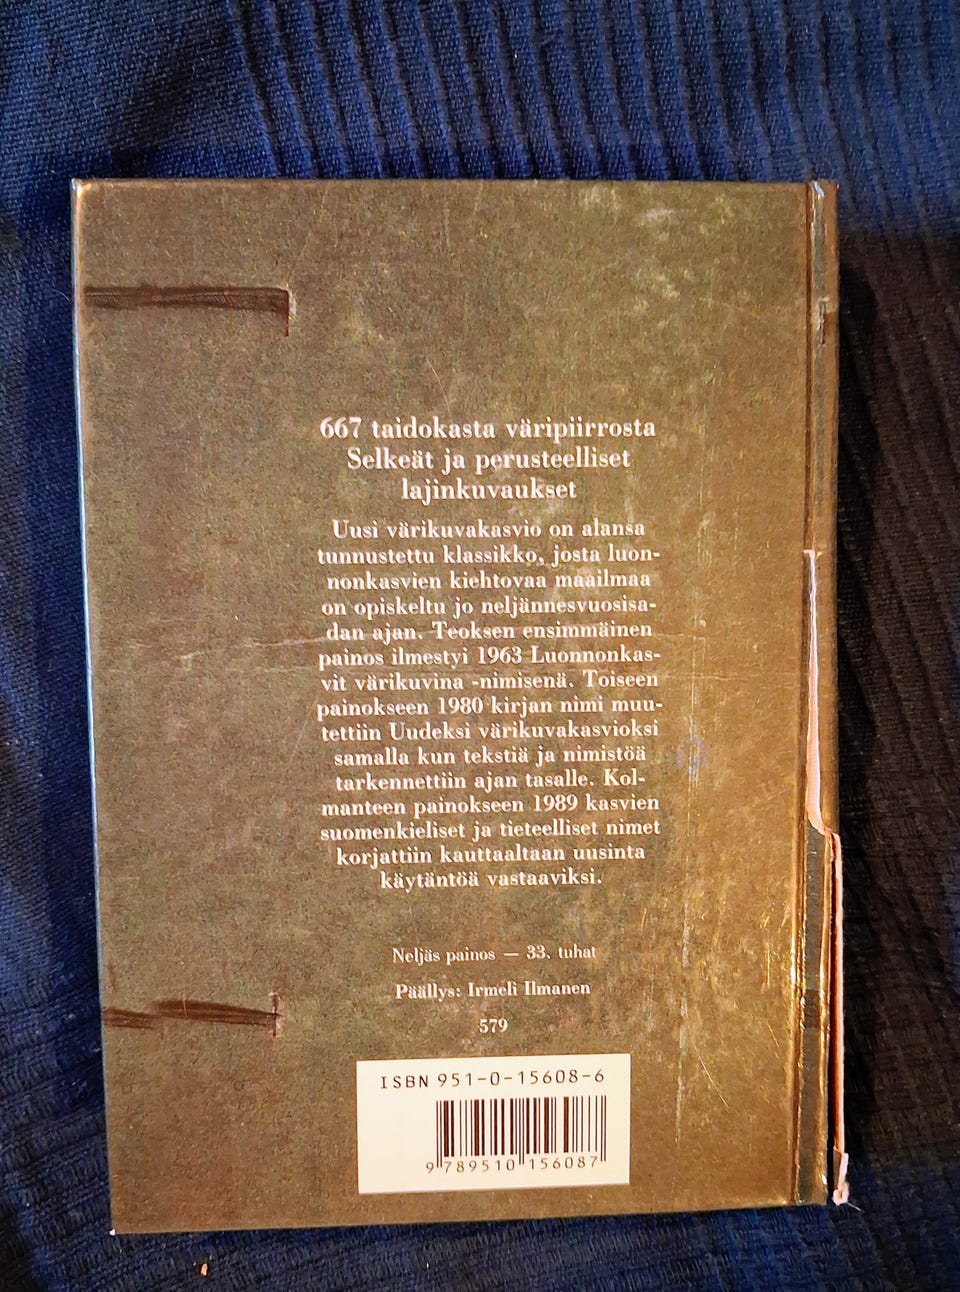 667 taidokasta väripiirrosta
Selkeät ja perusteelliset
lajinkuvaukset
Uusi värikuvakasvio on alansa
tunnustettu klassikko, josta luon-
nonkasvien kiehtovaa maailmaa
on opiskeltu jo neljännesvuosisa-
dan ajan. Teoksen ensimmäinen
painos ilmestyi 1963 Luonnonkas-
vit värikuvina -nimisenä. Toiseen
painokseen 1980 kirjan nimi muu-
tettiin Uudeksi värikuvakasvioksi
samalla kun tekstiä ja nimistöä
tarkennettiin ajan tasalle. Kol-
manteen painokseen 1989 kasvien
suomenkieliset ja tieteelliset nimet
korjattiin kauttaaltaan uusinta
käytäntöä vastaaviksi.
Neljäs painos — 33. tuhat
Päällys: Irmeli Ilmanen
579
ISBN 951-0-15608-6
9 789510 156087